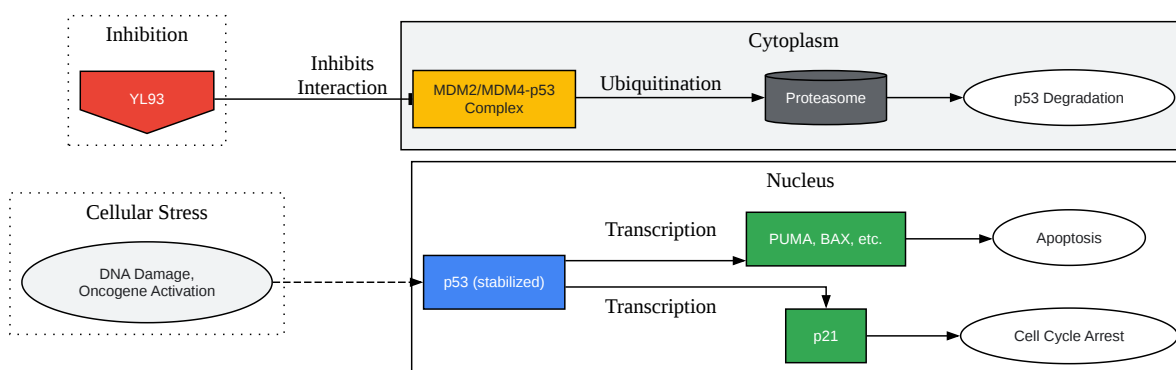 Inhibition
YL93
Inhibits
Interaction
Cytoplasm
MDM2/MDM4-p53
Complex
Ubiquitination
Proteasome
p53 Degradation
Nucleus
Cellular Stress
DNA Damage,
Oncogene Activation
p53 (stabilized)
Transcription
PUMA, BAX, etc.
Apoptosis
Transcription
p21
Cell Cycle Arrest